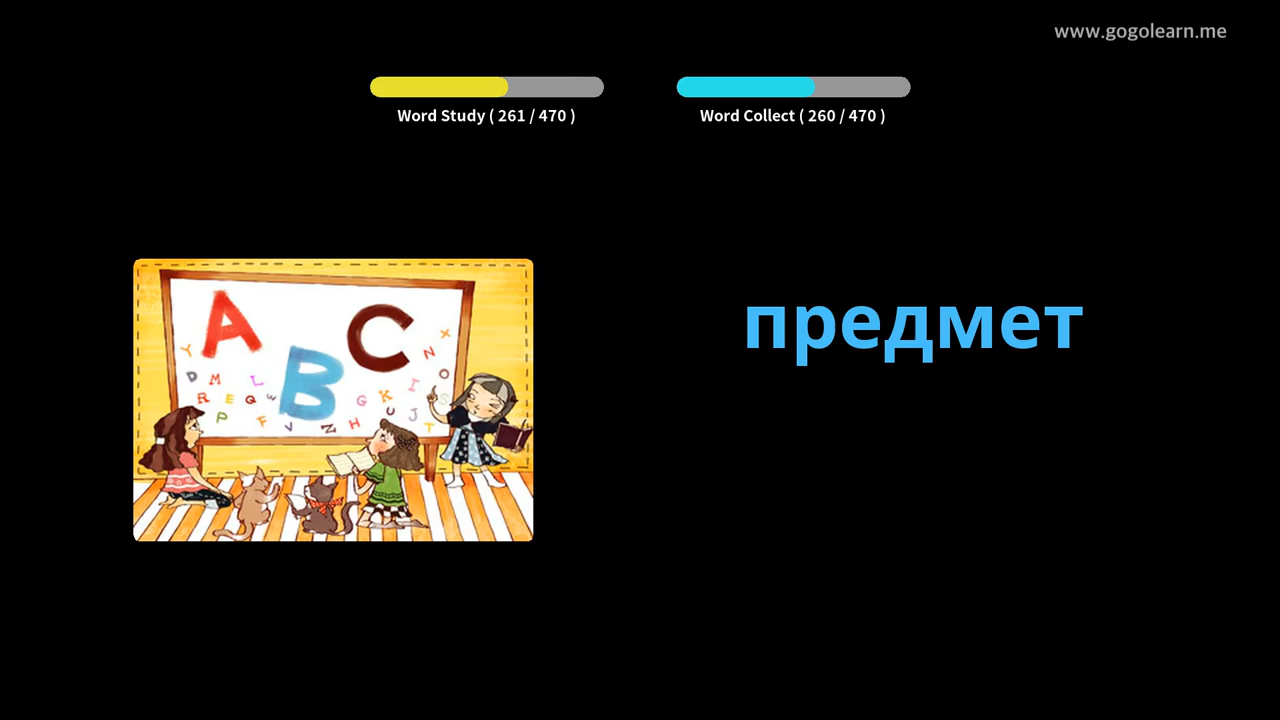 www.gogolearn.me
Word Study ( 261 / 470 )
Word Collect ( 260 / 470 )
предмет
A
C
B
Y
X
N
D
M
L
I
O
R
E
Q
W
G
K
S
P
F
V
Z
H
U
J
T